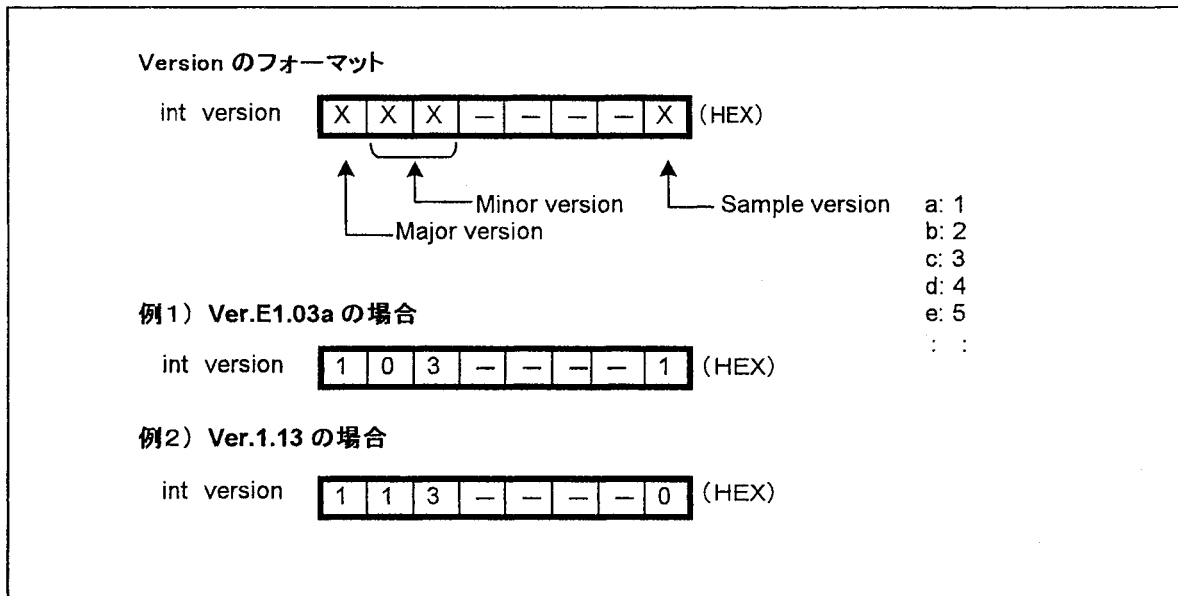 Version のフォーマット
int version X X X — — — — X (HEX)
Minor version
Sample version
Major version
a: 1
b: 2
c: 3
d: 4
e: 5
: :
例1) Ver.E1.03a の場合
int version 1 0 3 — — — — 1 (HEX)
例2) Ver.1.13 の場合
int version 1 1 3 — — — — 0 (HEX)